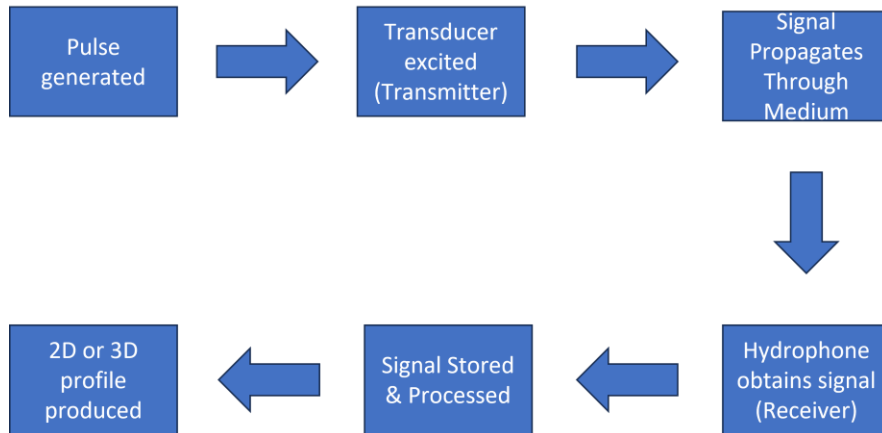 Pulse
generated
Transducer
excited
(Transmitter)
Signal
Propagates
Through
Medium
Hydrophone
obtains signal
(Receiver)
Signal Stored
& Processed
2D or 3D
profile
produced